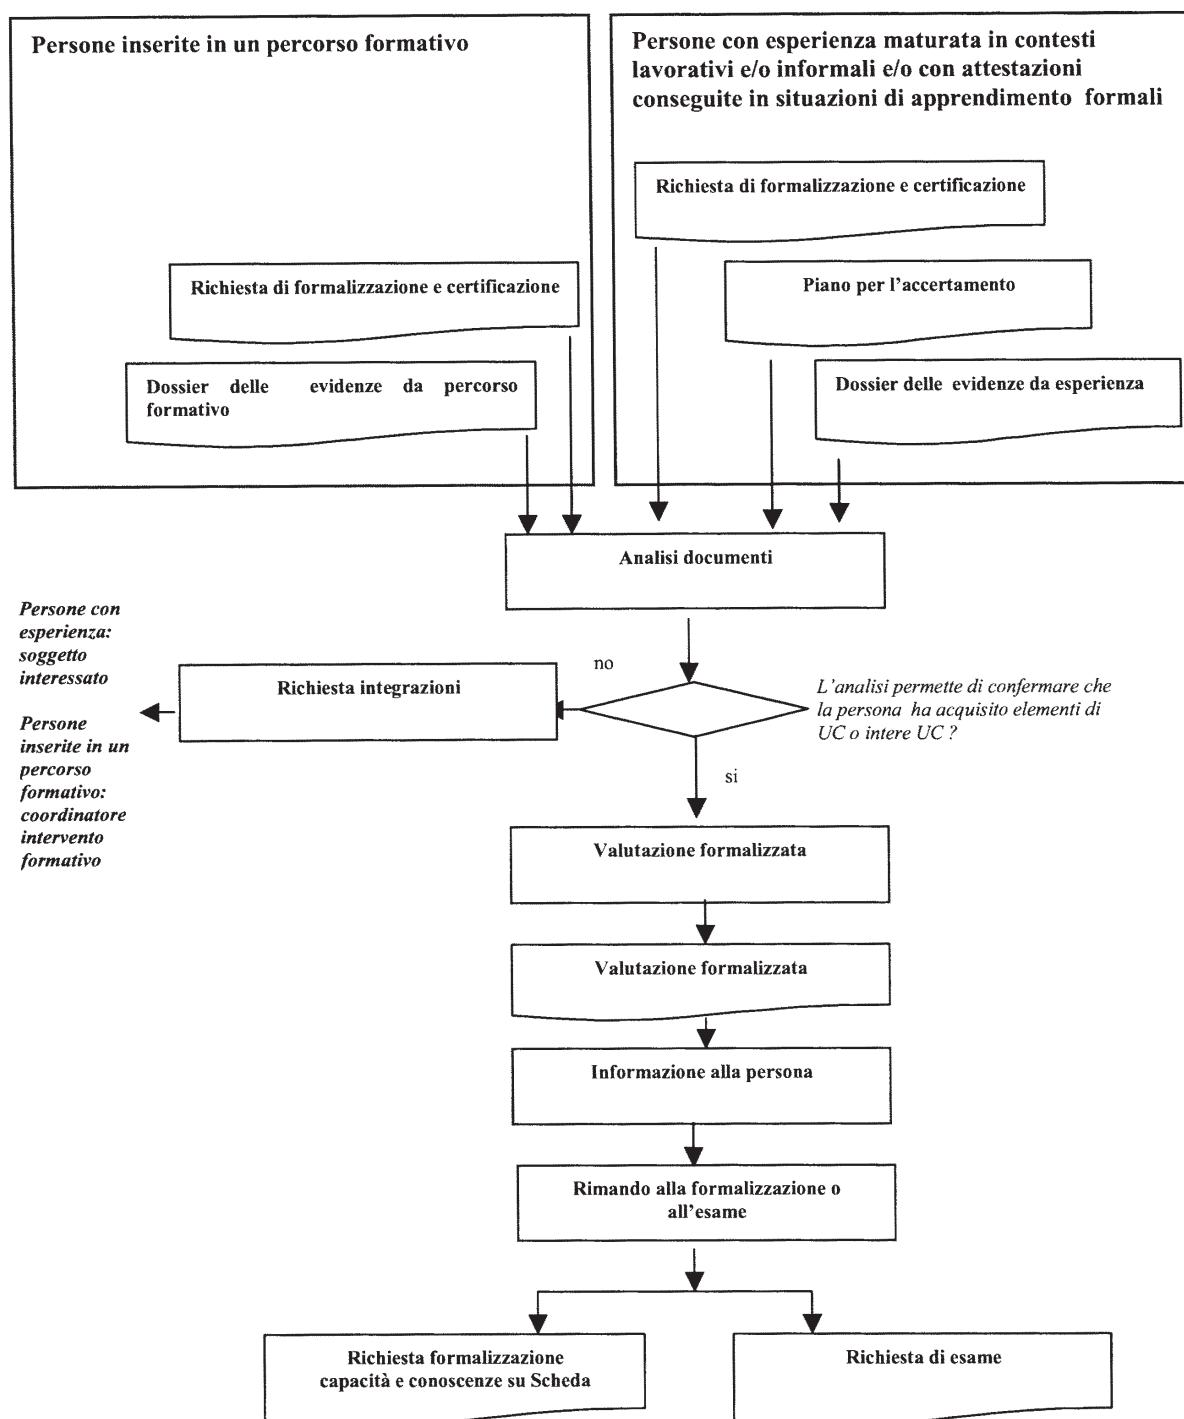 Persone inserite in un percorso formativo
Persone con esperienza maturata in contesti
lavorativi e/o informali e/o con attestazioni
conseguite in situazioni di apprendimento formali
Richiesta di formalizzazione e certificazione
Piano per l'accertamento
Richiesta di formalizzazione e certificazione
Dossier delle evidenze da percorso
formativo
Dossier delle evidenze da esperienza
Analisi documenti
Persone con
esperienza:
soggetto
interessato
Persone
inserite in un
percorso
formativo:
coordinatore
intervento
formativo
no
Richiesta integrazioni
L'analisi permette di confermare che
la persona ha acquisito elementi di
UC o intere UC ?
si
Valutazione formalizzata
Valutazione formalizzata
Informazione alla persona
Rimando alla formalizzazione o
all'esame
Richiesta formalizzazione
capacità e conoscenze su Scheda
Richiesta di esame